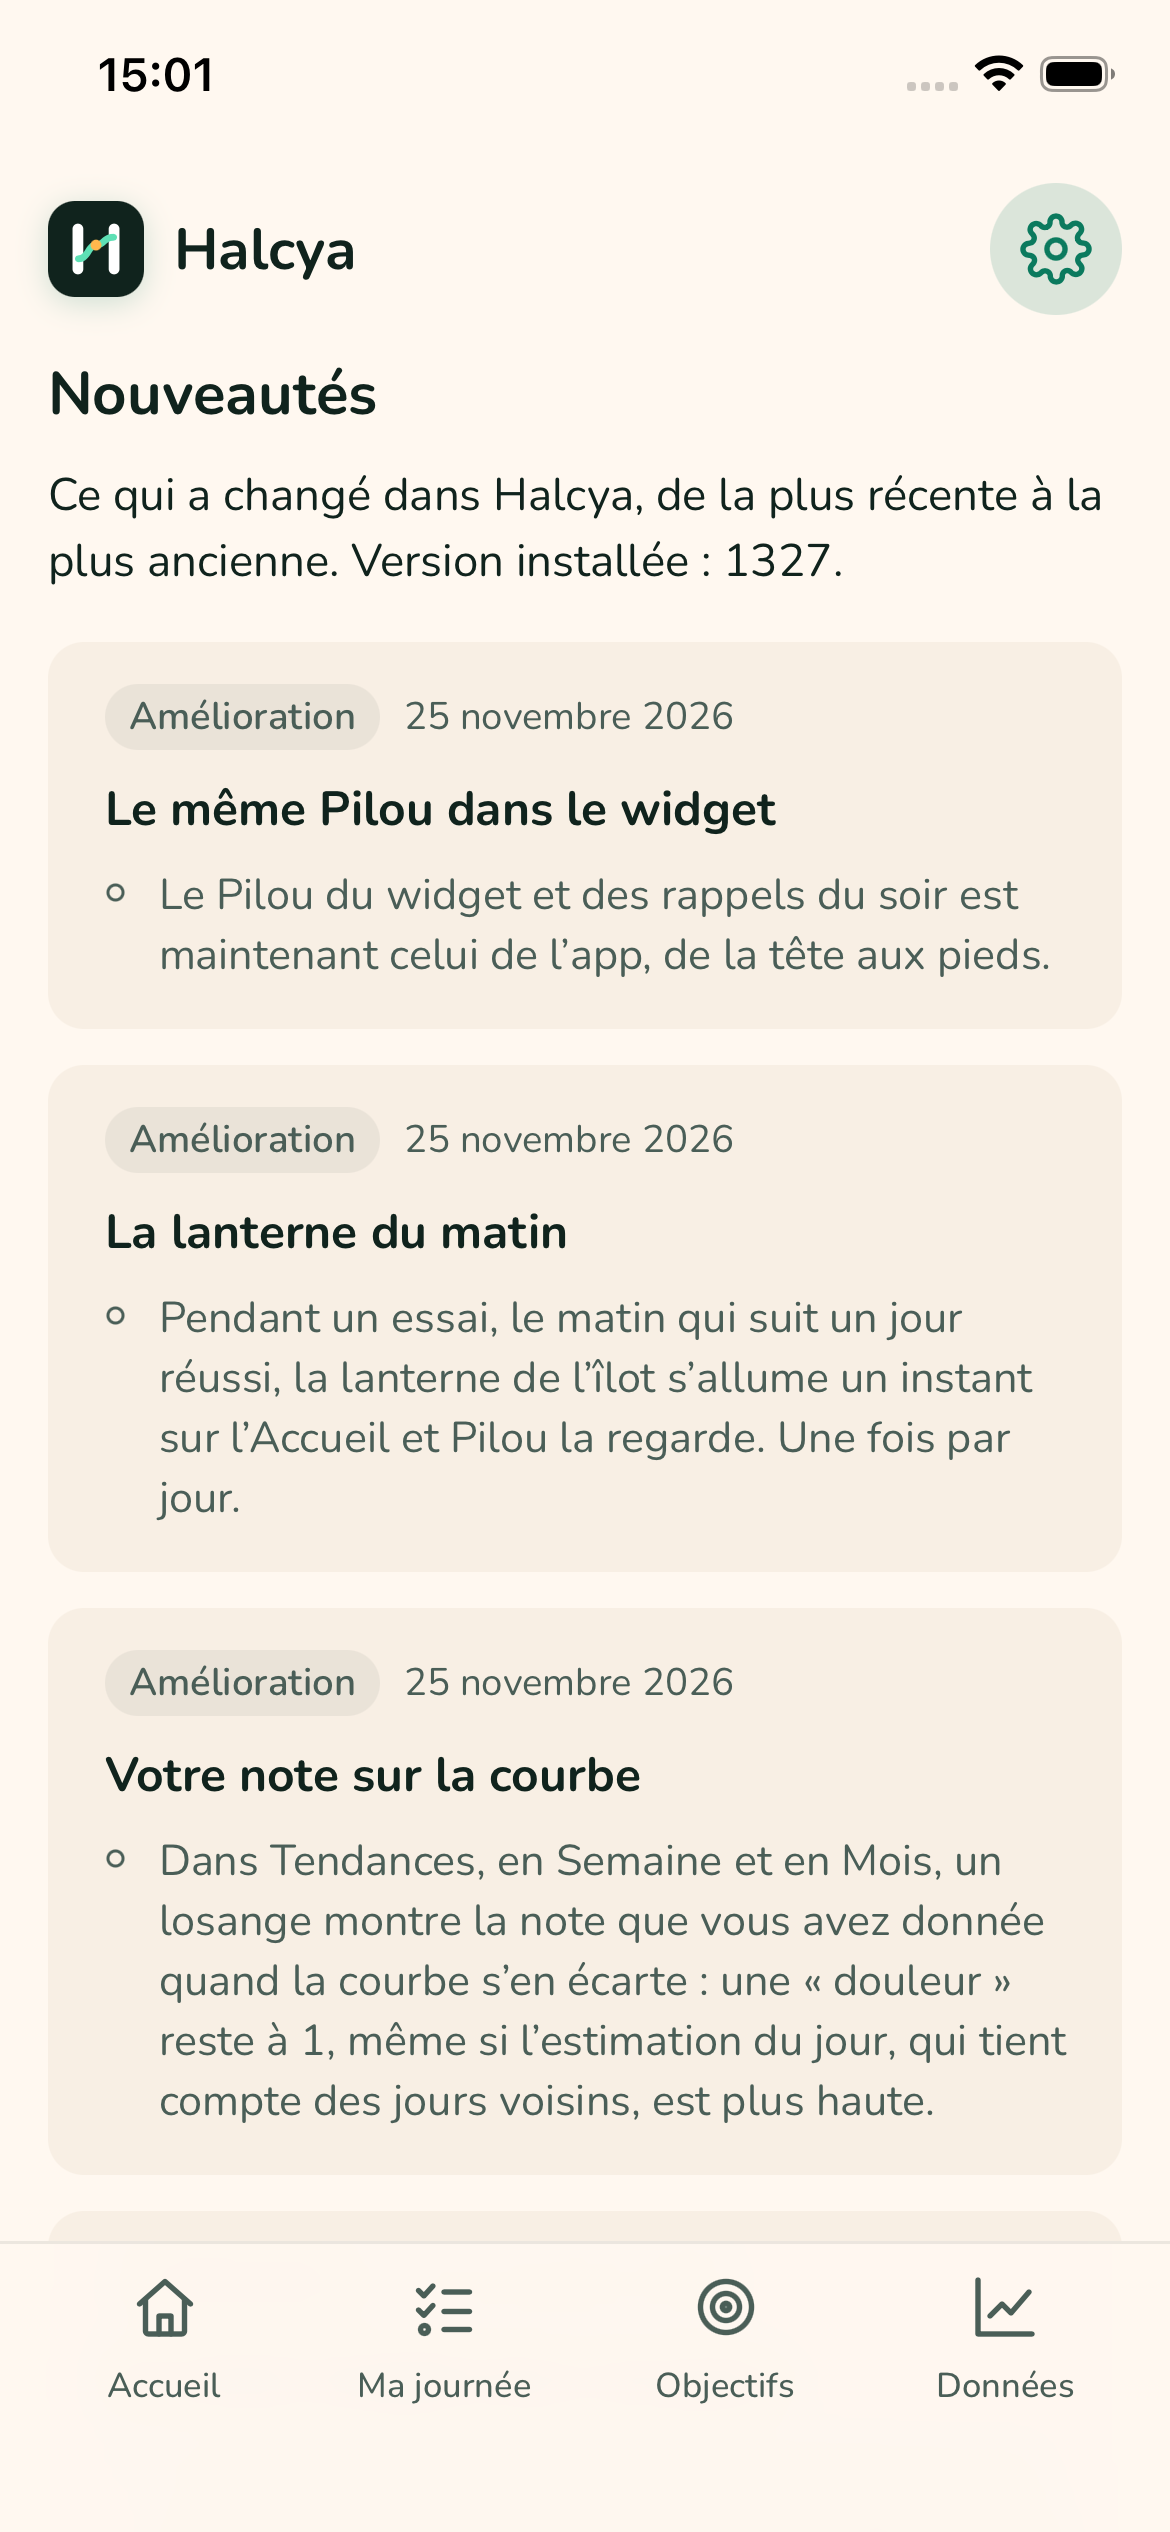 15:01
Halcya
Nouveautés
Ce qui a changé dans Halcya, de la plus récente à la
plus ancienne. Version installée : 1327.
Amélioration 25 novembre 2026
Le même Pilou dans le widget
Le Pilou du widget et des rappels du soir est
maintenant celui de l’app, de la tête aux pieds.
Amélioration 25 novembre 2026
La lanterne du matin
Pendant un essai, le matin qui suit un jour
réussi, la lanterne de l’îlot s’allume un instant
sur l’Accueil et Pilou la regarde. Une fois par
jour.
Amélioration 25 novembre 2026
Votre note sur la courbe
Dans Tendances, en Semaine et en Mois, un
losange montre la note que vous avez donnée
quand la courbe s’en écarte : une « douleur »
reste à 1, même si l’estimation du jour, qui tient
compte des jours voisins, est plus haute.
Accueil Ma journée Objectifs Données